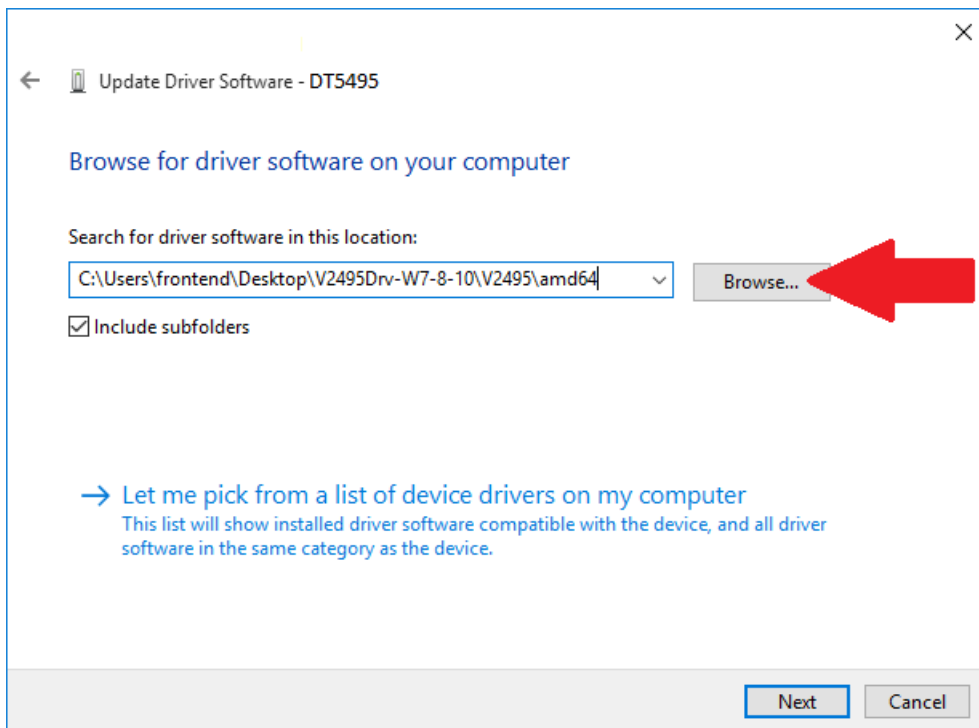 Update Driver Software - DT5495
Browse for driver software on your computer
Search for driver software in this location:
C:\Users\frontend\Desktop\V2495Drv-W7-8-10\V2495\amd64
Browse...
Include subfolders
Let me pick from a list of device drivers on my computer
This list will show installed driver software compatible with the device, and all driver
software in the same category as the device.
Next
Cancel